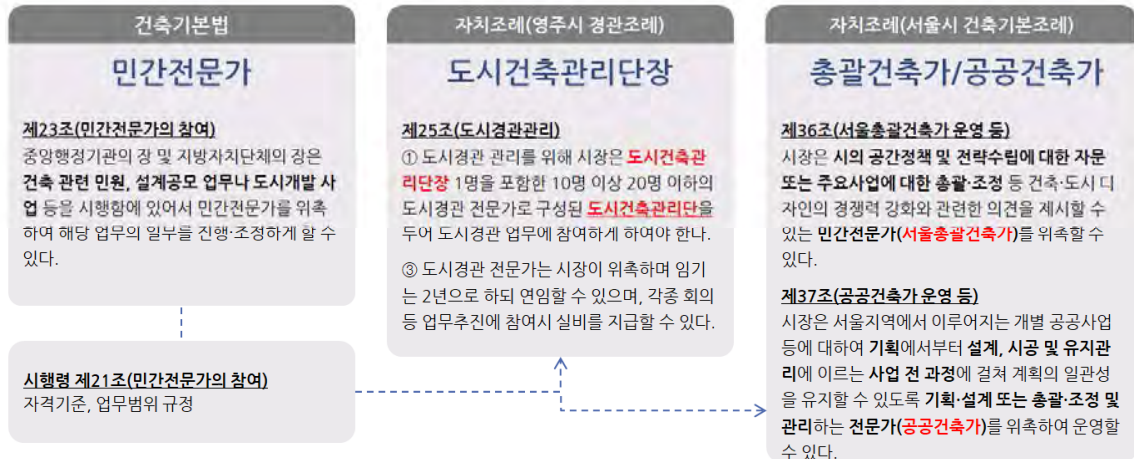 건축기본법
민간전문가
제23조(민간전문가의 참여)
중앙행정기관의 장 및 지방자치단체의 장은
건축 관련 민원, 설계공모 업무나 도시개발 사
업 등을 시행함에 있어서 민간전문가를 위촉
하여 해당 업무의 일부를 진행·조정하게 할 수
있다.
시행령 제21조(민간전문가의 참여)
자격기준, 업무범위 규정
자치조례(영주시 경관조례)
도시건축관리단장
제25조(도시경관관리)
① 도시경관 관리를 위해 시장은 도시건축관
리단장 1명을 포함한 10명 이상 20명 이하의
도시경관 전문가로 구성된 도시건축관리단을
두어 도시경관 업무에 참여하게 하여야 한다.
③ 도시경관 전문가는 시장이 위촉하며 임기
는 2년으로 하되 연임할 수 있으며, 각종 회의
등 업무추진에 참여시 실비를 지급할 수 있다.
자치조례(서울시 건축기본조례)
총괄건축가/공공건축가
제36조(서울총괄건축가 운영 등)
시장은 시의 공간정책 및 전략수립에 대한 자문
또는 주요사업에 대한 총괄·조정 등 건축·도시 디
자인의 경쟁력 강화와 관련한 의견을 제시할 수
있는 민간전문가(서울총괄건축가)를 위촉할 수
있다.
제37조(공공건축가 운영 등)
시장은 서울지역에서 이루어지는 개별 공공사업
등에 대하여 기획에서부터 설계, 시공 및 유지관
리에 이르는 사업 전 과정에 걸쳐 계획의 일관성
을 유지할 수 있도록 기획·설계 또는 총괄·조정 및
관리하는 전문가(공공건축가)를 위촉하여 운영할
수 있다.